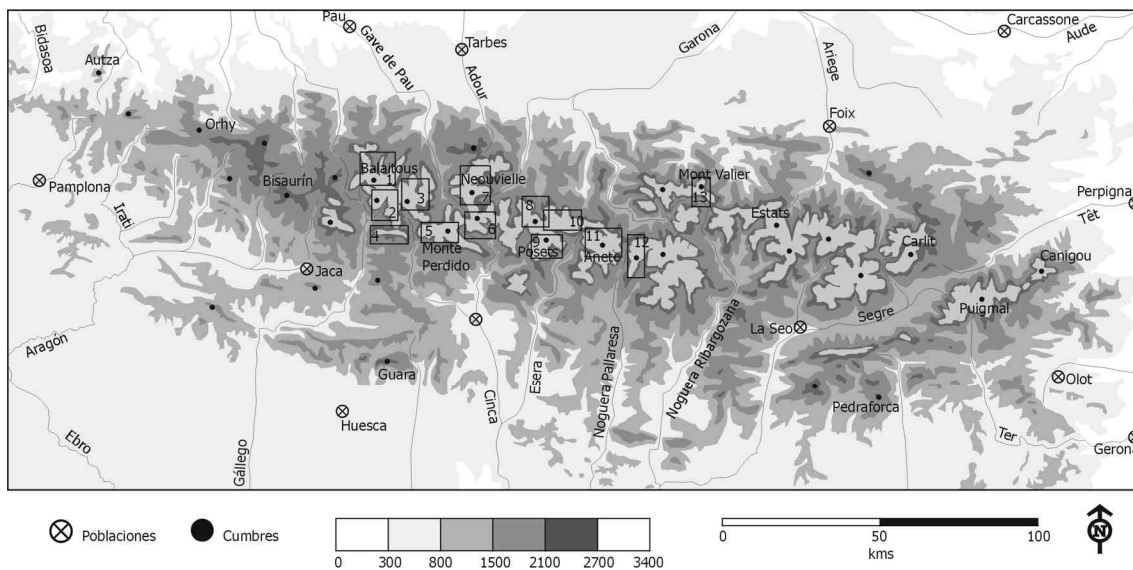 Carcassone
Pau
Aude
Bidasoa
Gave de Pau
Tarbes
Garona
Ariege
Autza
Adour
Foix
Orhy
Balaitous
1
Mont Valier
Pamplona
Bisaurín
3
Neouvielle
7
13
Perpigna
2
8
Têt
Irati
4
5
6
10
Estats
9
11
12
Carlit
Monte
Perdido
Posets
Aneto
Canigou
Jaca
Puigmal
La Seo
Segre
Aragón
Guara
Esera
Noguera Pallaresa
Noguera Ribargozana
Olot
Cinca
Pedraforca
Huesca
Ebro
Gállego
Ter
Gerona
Poblaciones
Cumbres
0 300 800 1500 2100 2700 3400
0 50 100
kms
N